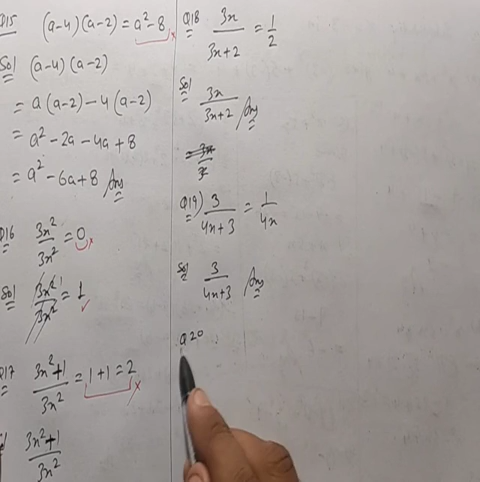 Q15 (a-4)(a-2) = a²-8
Sol (a-4)(a-2)
= a(a-2)-4(a-2)
= a²-2a-4a+8
= a²-6a+8 Ans
Q16 3x²/3x² = 0
Sol 3x²/3x² = 1
Q17 3x²+1/3x² = 1+1=2
3x²+1/3x²
Q18 3x/3x+2 = 1/2
Sol 3x/3x+2 Ans
Q19) 3/4x+3 = 1/4x
Sol 3/4x+3 Ans
Q20